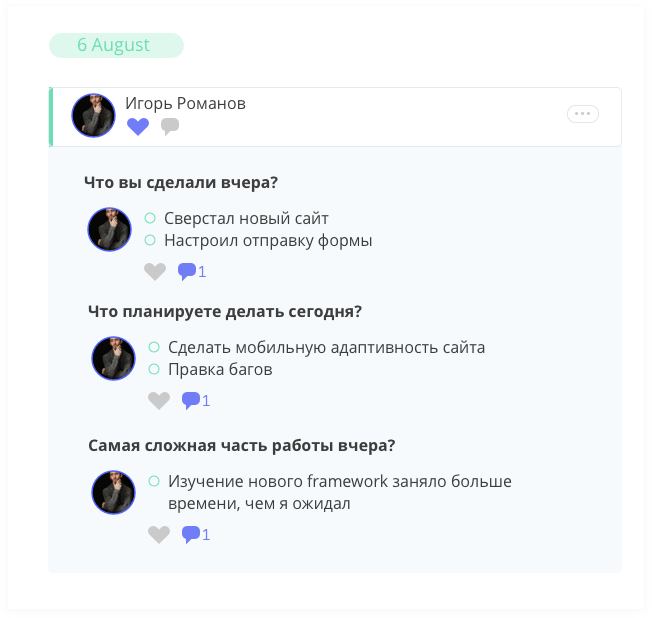 6 August
Игорь Романов
Что вы сделали вчера?
Сверстал новый сайт
Настроил отправку формы
1
Что планируете делать сегодня?
Сделать мобильную адаптивность сайта
Правка багов
1
Самая сложная часть работы вчера?
Изучение нового framework заняло больше
времени, чем я ожидал
1